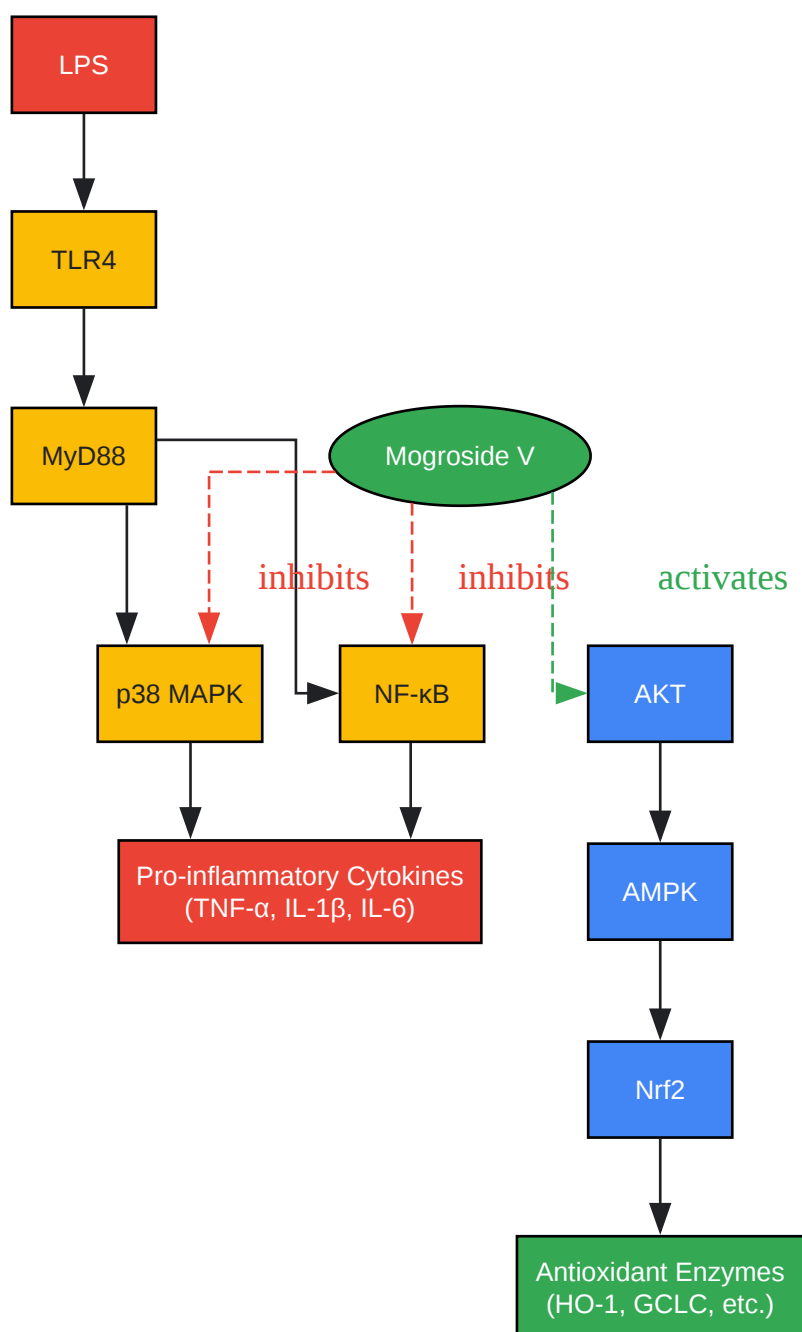 LPS
TLR4
MyD88
Mogroside V
inhibits
inhibits
activates
p38 MAPK
NF-κB
AKT
Pro-inflammatory Cytokines
(TNF-α, IL-1β, IL-6)
AMPK
Nrf2
Antioxidant Enzymes
(HO-1, GCLC, etc.)